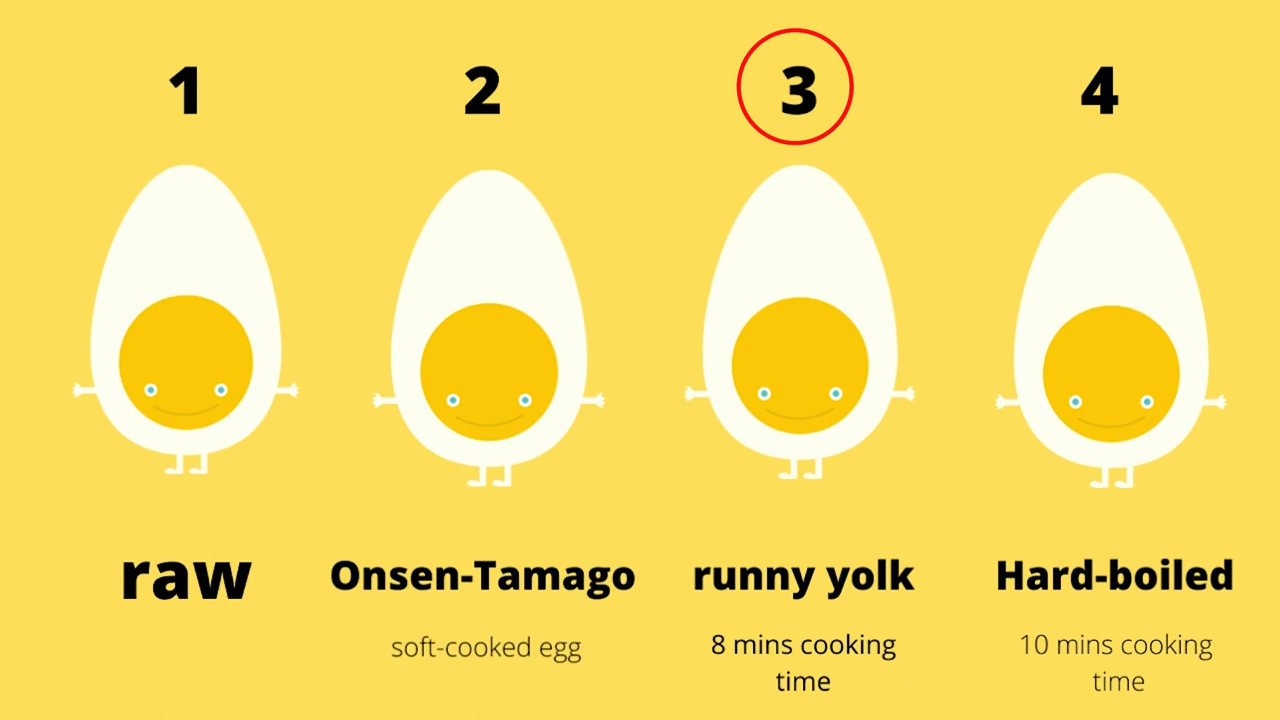 1
2
3
4
raw
Onsen-Tamago
runny yolk
Hard-boiled
soft-cooked egg
8 mins cooking
time
10 mins cooking
time